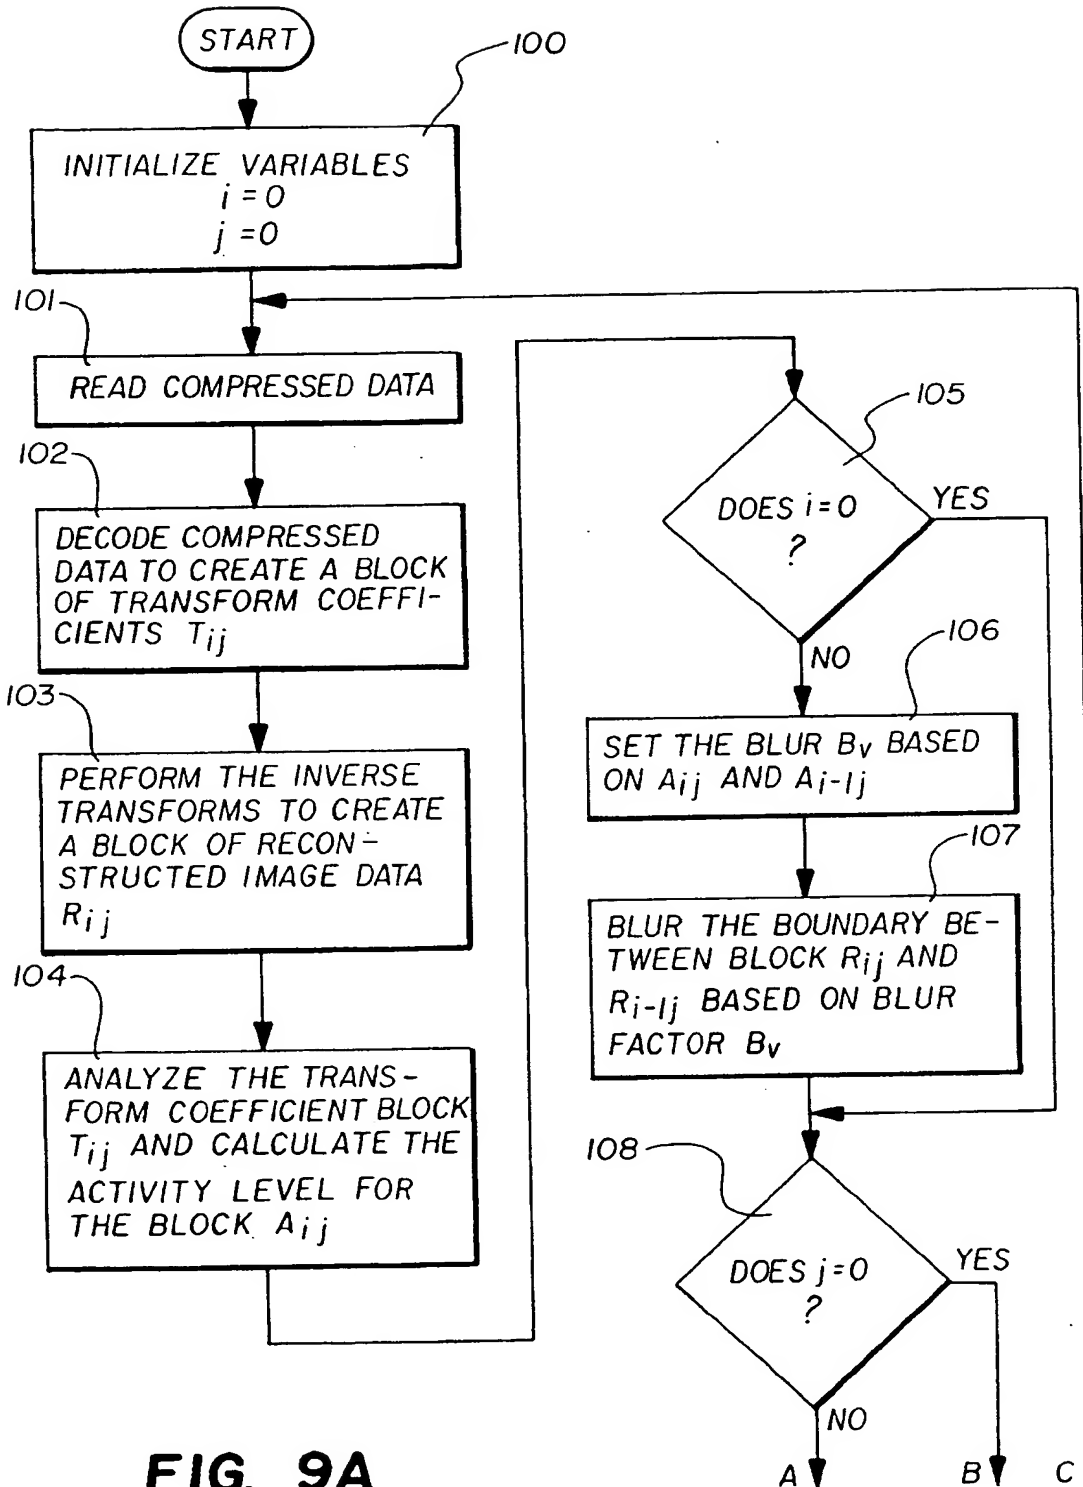 START
100
INITIALIZE VARIABLES
i = 0
j = 0
101
READ COMPRESSED DATA
102
DECODE COMPRESSED
DATA TO CREATE A BLOCK
OF TRANSFORM COEFFI-
CIENTS Tij
103
PERFORM THE INVERSE
TRANSFORMS TO CREATE
A BLOCK OF RECON-
STRUCTED IMAGE DATA
Rij
104
ANALYZE THE TRANS-
FORM COEFFICIENT BLOCK
Tij AND CALCULATE THE
ACTIVITY LEVEL FOR
THE BLOCK Aij
105
DOES i=0
?
YES
NO
106
SET THE BLUR Bv BASED
ON Aij AND Ai-1j
107
BLUR THE BOUNDARY BE-
TWEEN BLOCK Rij AND
Ri-1j BASED ON BLUR
FACTOR Bv
108
DOES j=0
?
YES
NO
A
B
C
FIG. 9A